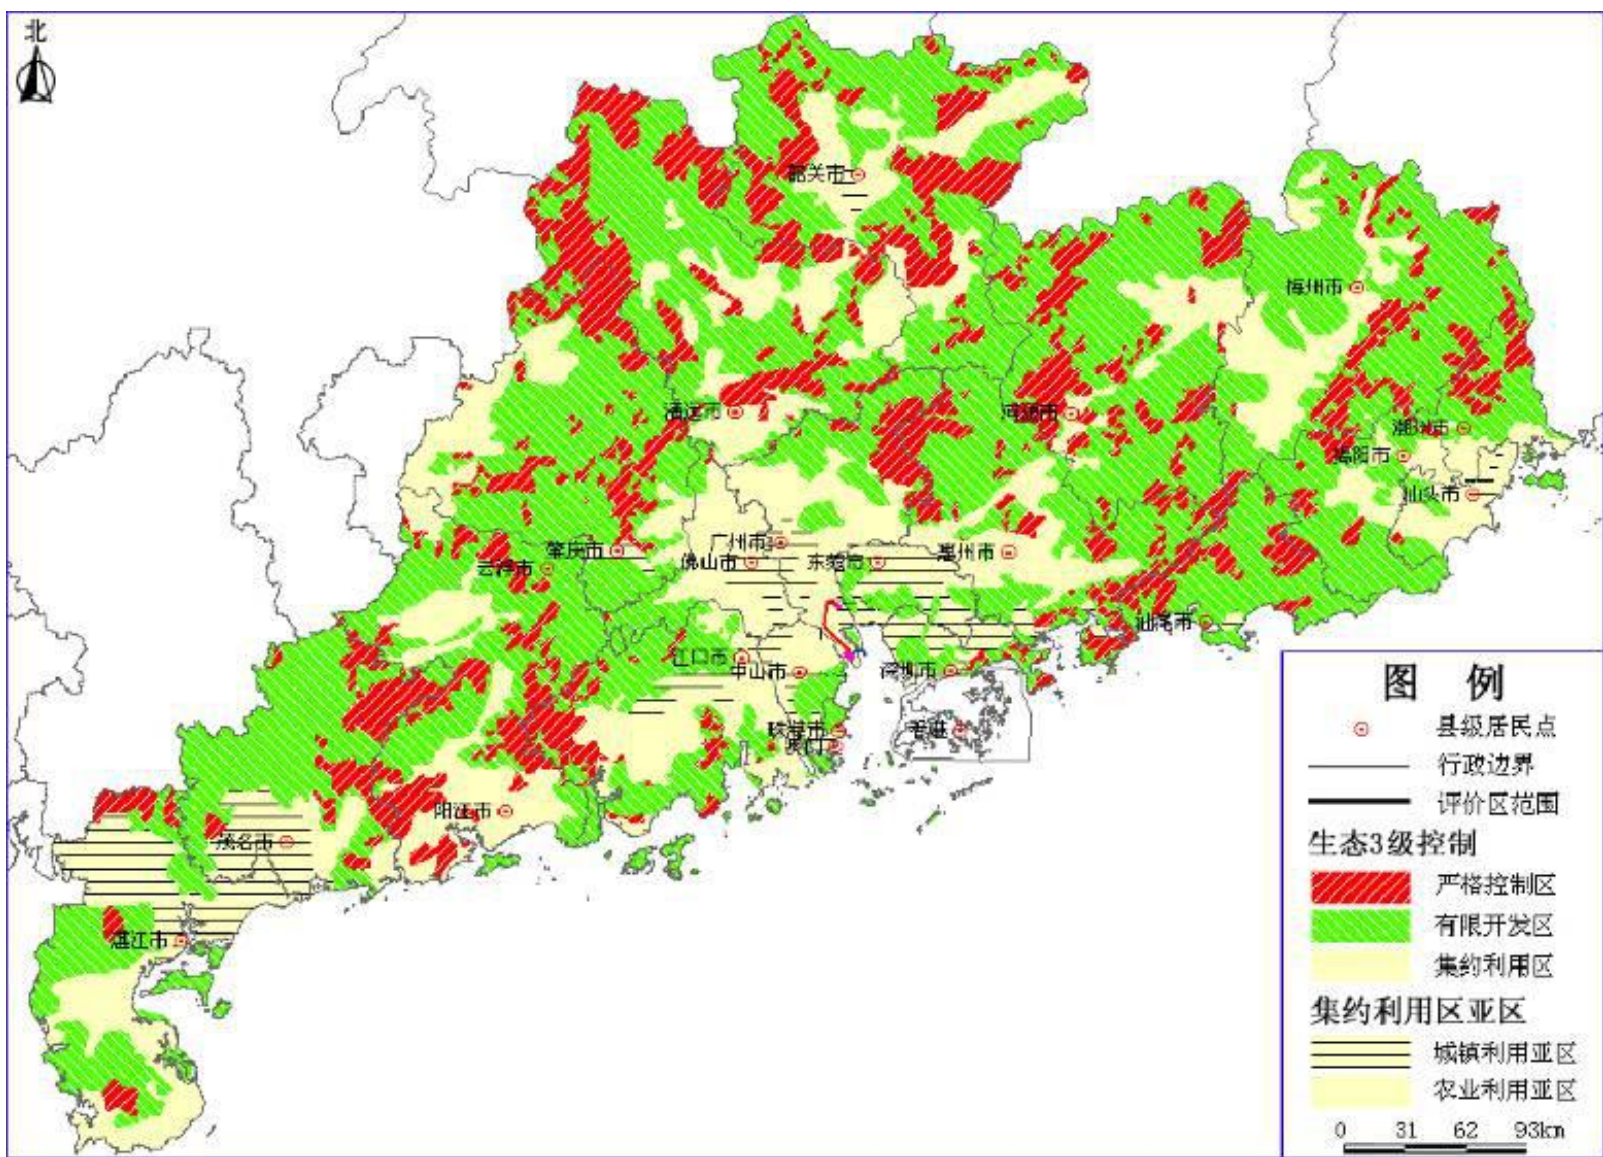 北
韶关市
梅州市
清远市
河源市
潮州市
揭阳市
汕头市
广州市
肇庆市
佛山市
东莞市
惠州市
云浮市
汕尾市
江口市
中山市
深圳市
珠海市
澳门
香港
阳江市
茂名市
湛江市
图 例
县级居民点
行政边界
评价区范围
生态3级控制
严格控制区
有限开发区
集约利用区
集约利用区亚区
城镇利用亚区
农业利用亚区
0 31 62 93km